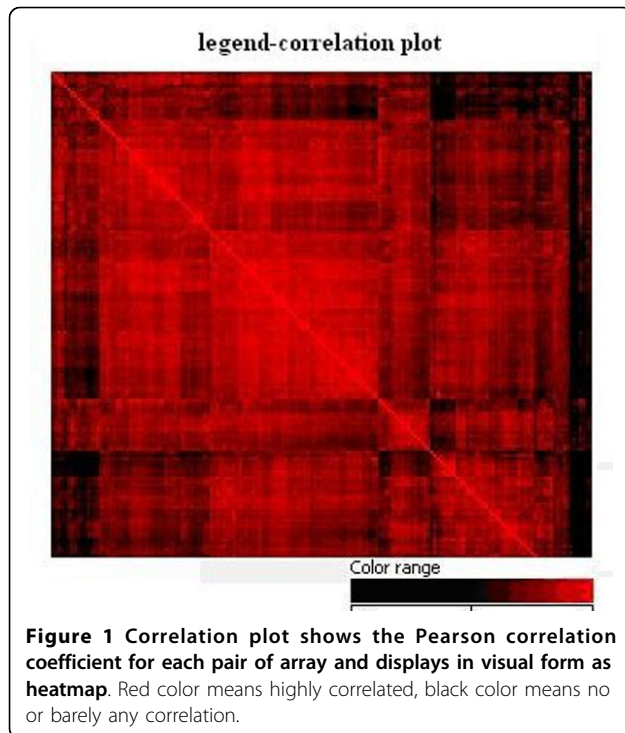 legend-correlation plot
Color range
Figure 1 Correlation plot shows the Pearson correlation
coefficient for each pair of array and displays in visual form as
heatmap. Red color means highly correlated, black color means no
or barely any correlation.